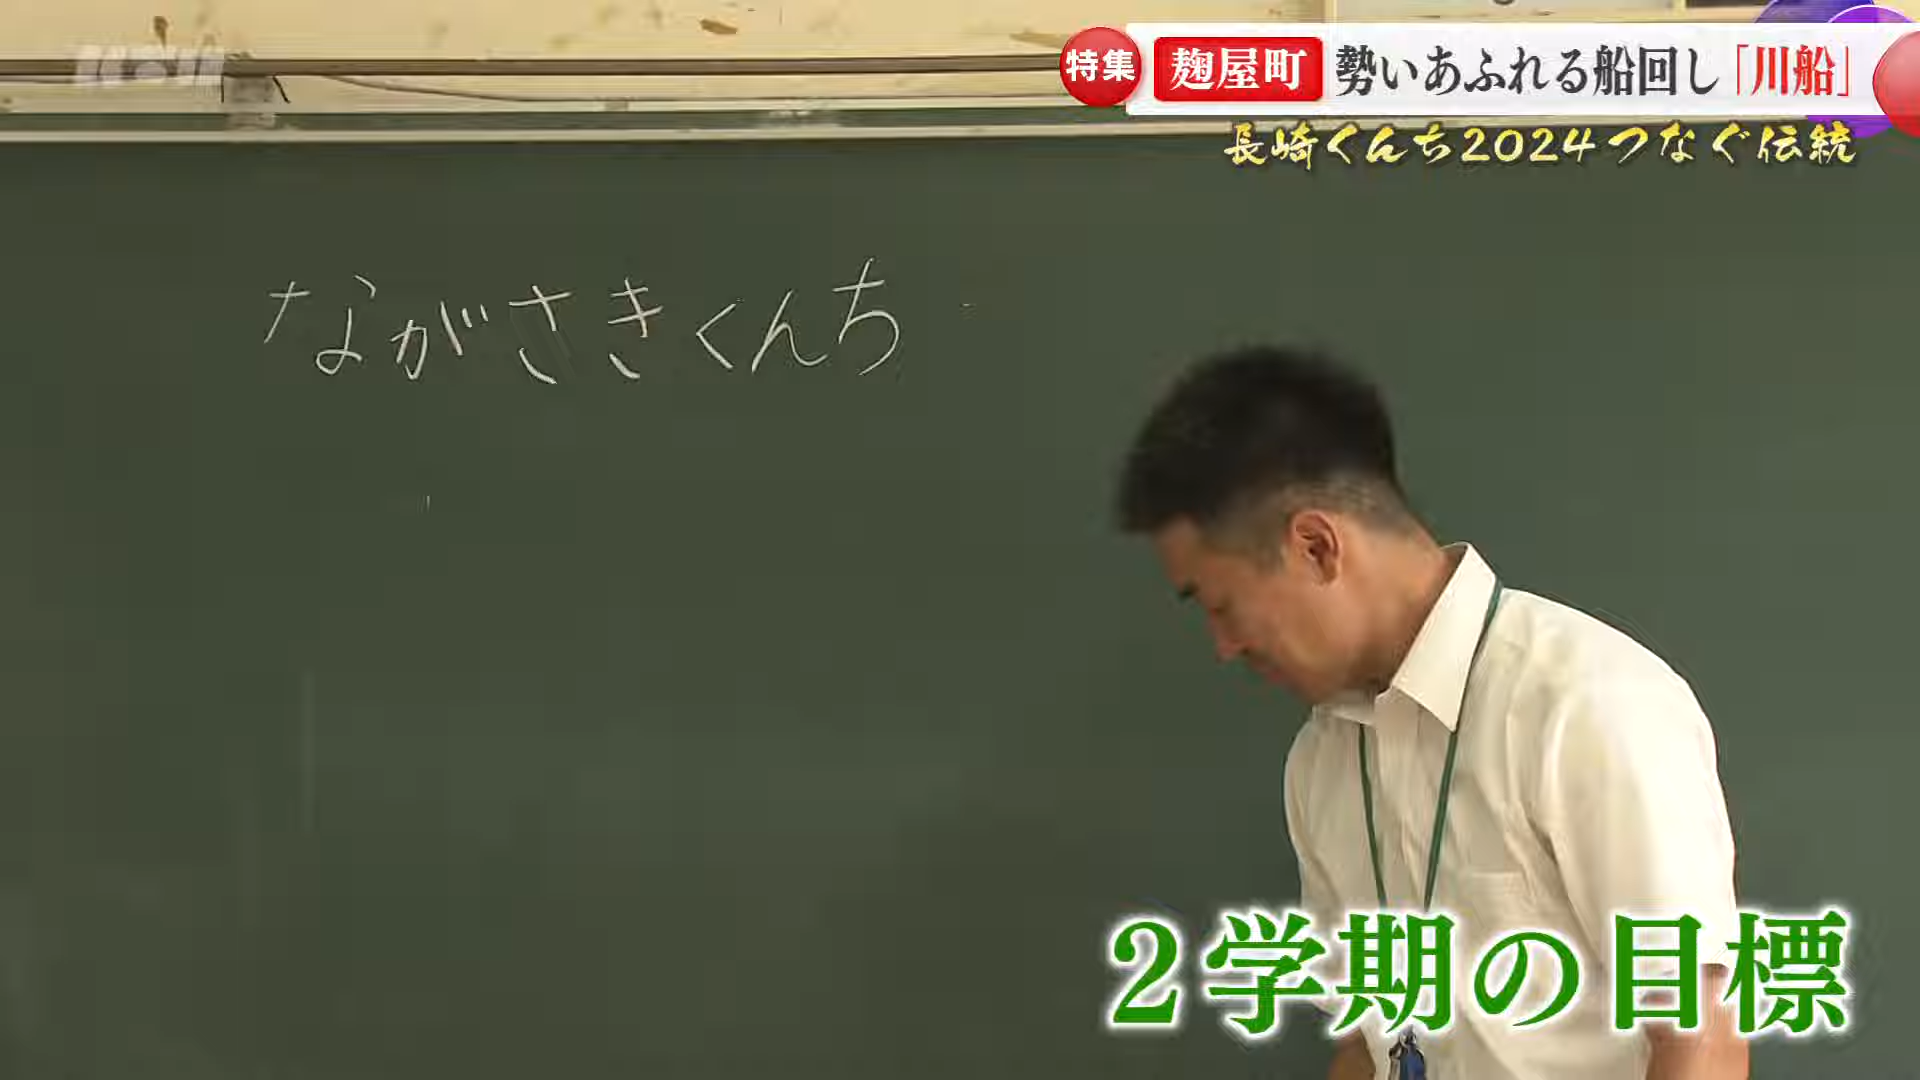 特集 麹屋町 勢いあふれる船回し「川船」
長崎くんち2024つなぐ伝統
ながさきくんち
2学期の目標